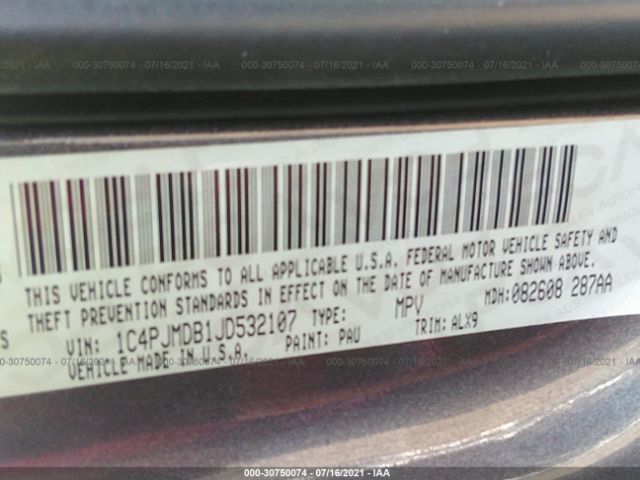 000-30750074 / 07/16/2021 - IAA
THIS VEHICLE CONFORMS TO ALL APPLICABLE U.S.A. FEDERAL MOTOR VEHICLE SAFETY AND
THEFT PREVENTION STANDARDS IN EFFECT ON THE DATE OF MANUFACTURE SHOWN ABOVE.
VIN: 1C4PJMDB1JD532107 TYPE: MPV MDH:082608 287AA
VEHICLE MADE IN U.S.A. PAINT: PAU TRIM: ALX9
000-30750074 / 07/16/2021 - IAA